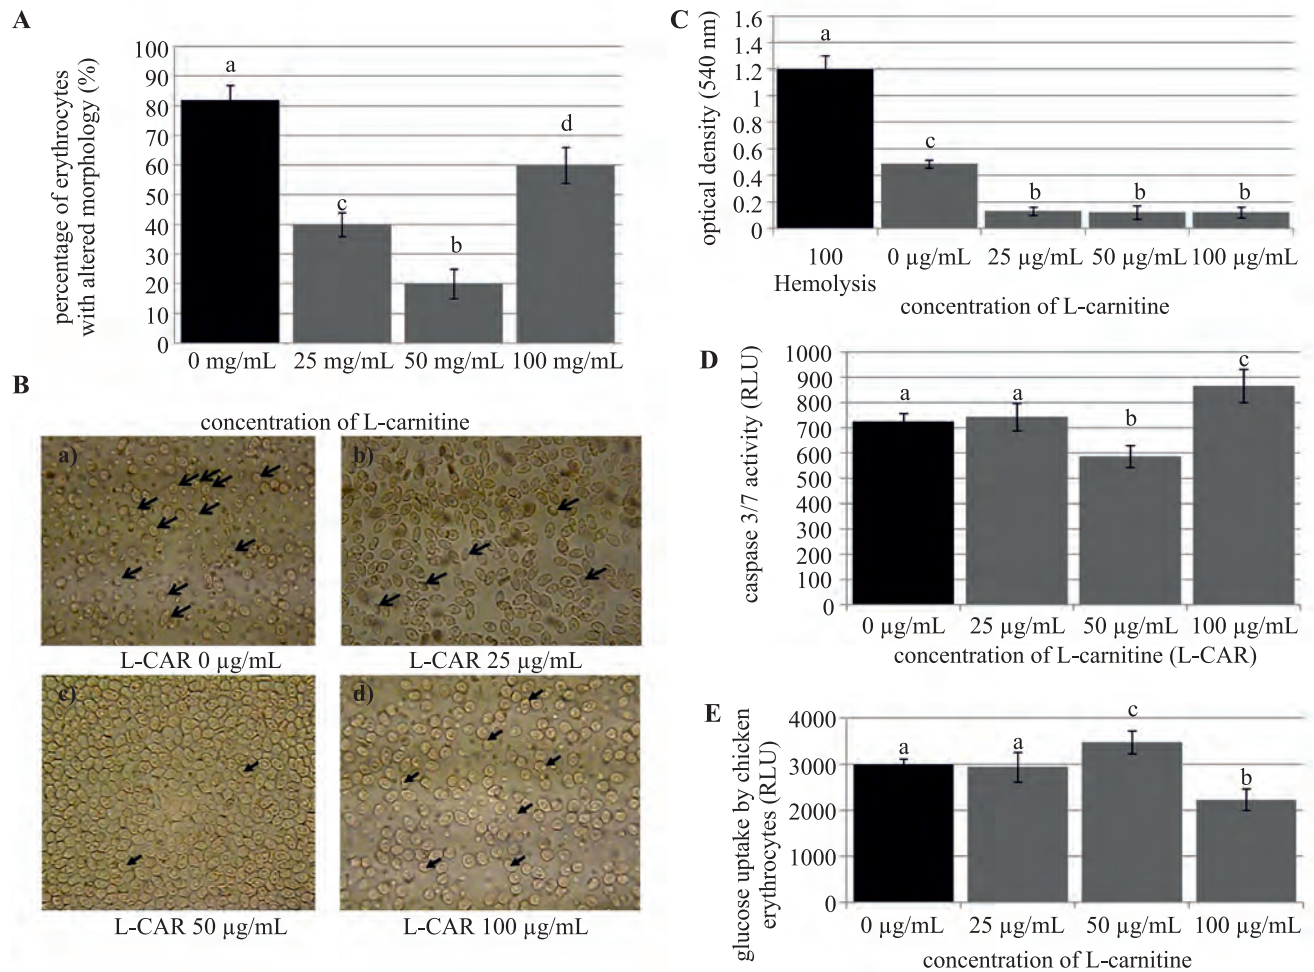 A
percentage of erythrocytes
with altered morphology (%)
100
90
80
70
60
50
40
30
20
10
0
a
c
b
d
0 mg/mL 25 mg/mL 50 mg/mL 100 mg/mL
concentration of L-carnitine
B
a)
L-CAR 0 µg/mL
b)
L-CAR 25 µg/mL
c)
L-CAR 50 µg/mL
d)
L-CAR 100 µg/mL
C
optical density (540 nm)
1.6
1.4
1.2
1
0.8
0.6
0.4
0.2
0
a
c
b
b
b
100
Hemolysis
0 µg/mL 25 µg/mL 50 µg/mL 100 µg/mL
concentration of L-carnitine
D
caspase 3/7 activity (RLU)
1000
900
800
700
600
500
400
300
200
100
0
a
a
b
c
0 µg/mL 25 µg/mL 50 µg/mL 100 µg/mL
concentration of L-carnitine (L-CAR)
E
glucose uptake by chicken
erythrocytes (RLU)
4000
3000
2000
1000
0
a
a
c
b
0 µg/mL 25 µg/mL 50 µg/mL 100 µg/mL
concentration of L-carnitine